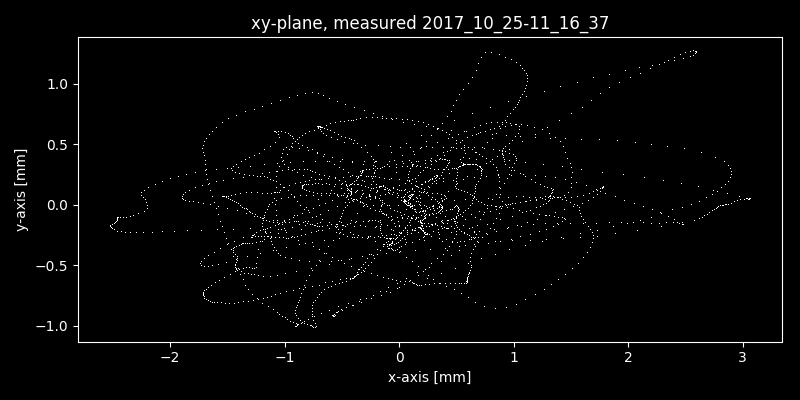 xy-plane, measured 2017_10_25-11_16_37
1.0
0.5
0.0
−0.5
−1.0
y-axis [mm]
−2 −1 0 1 2 3
x-axis [mm]